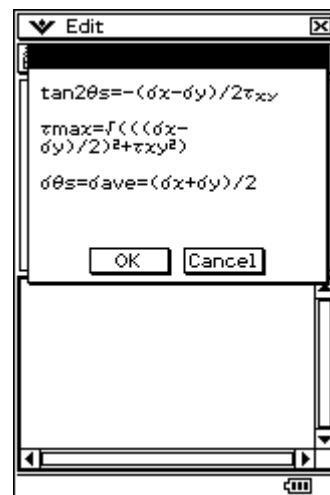 Edit
tan2θs=-(σx-σy)/2τxy
τmax=√(((σx-
σy)/2)²+τxy²)
σθs=σave=(σx+σy)/2
OK Cancel